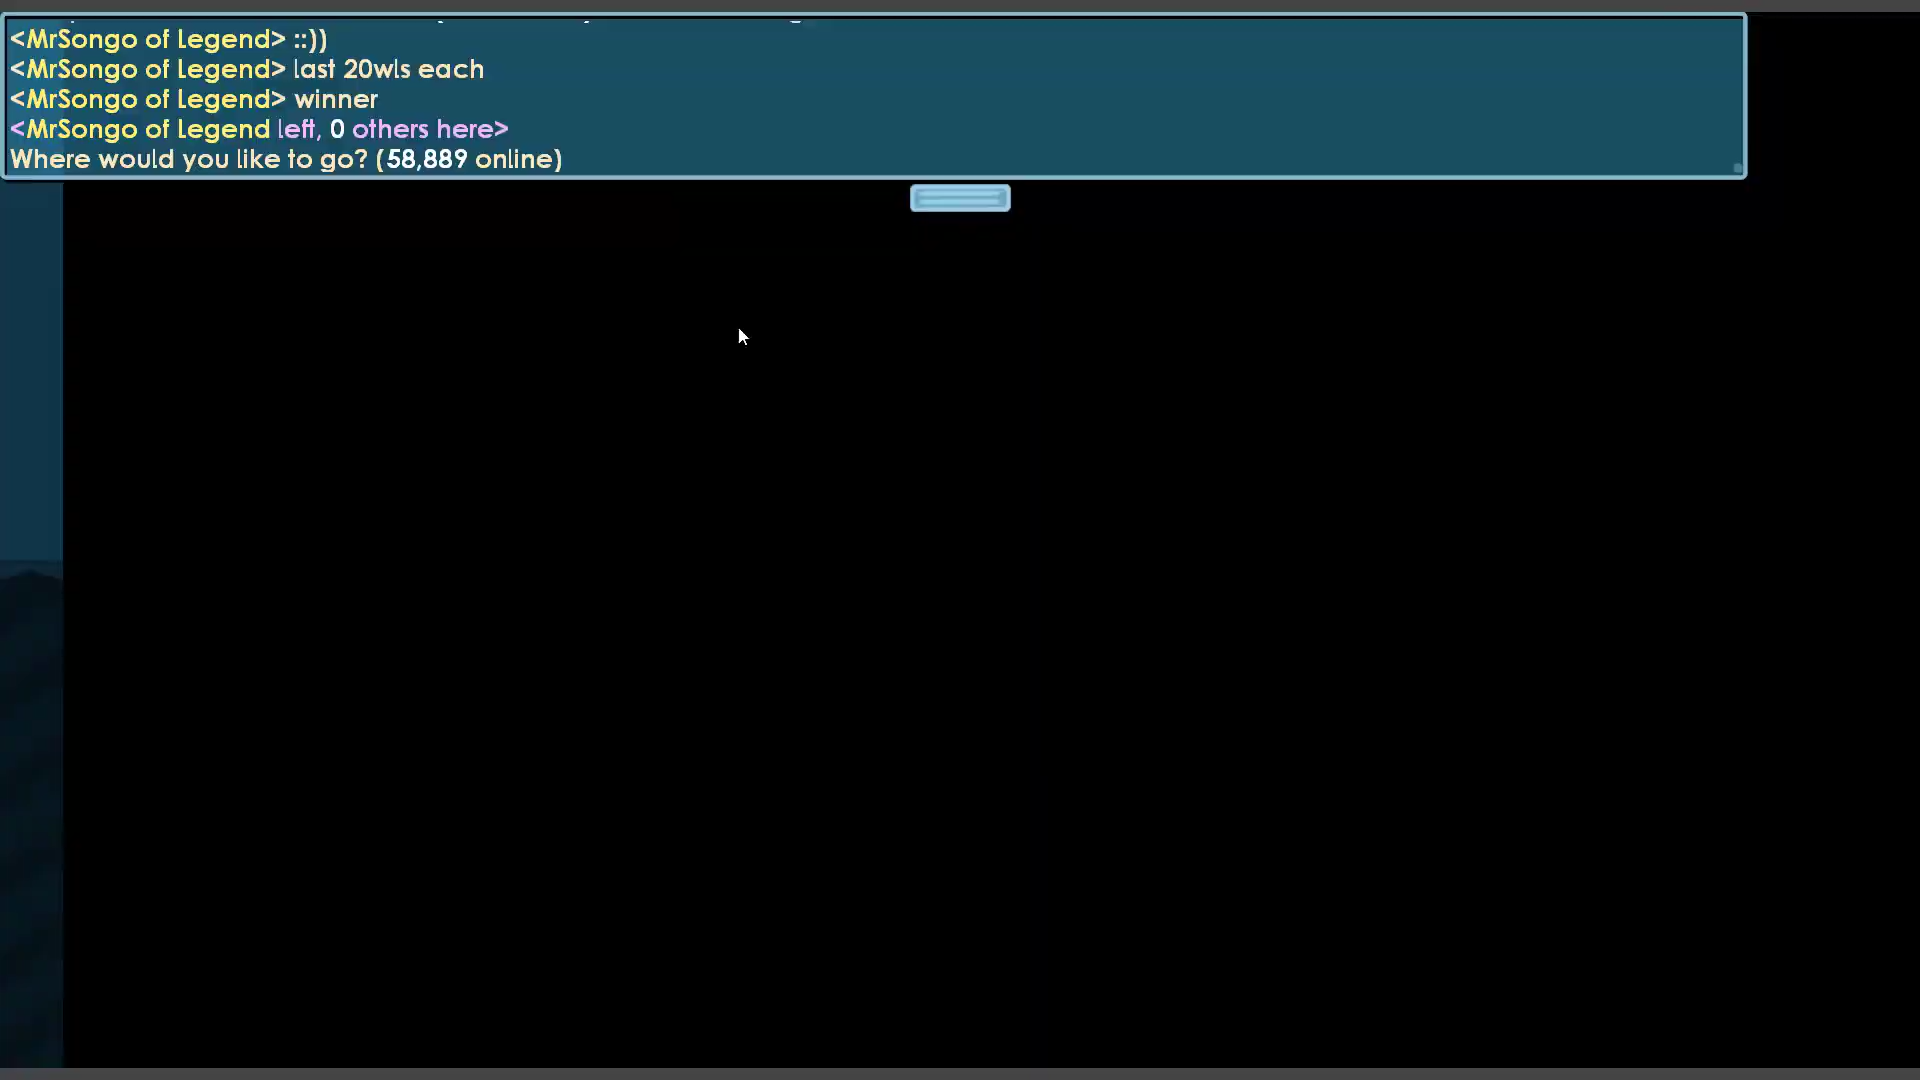 <MrSongo of Legend> ::))
<MrSongo of Legend> last 20wls each
<MrSongo of Legend> winner
<MrSongo of Legend left, 0 others here>
Where would you like to go? (58,889 online)